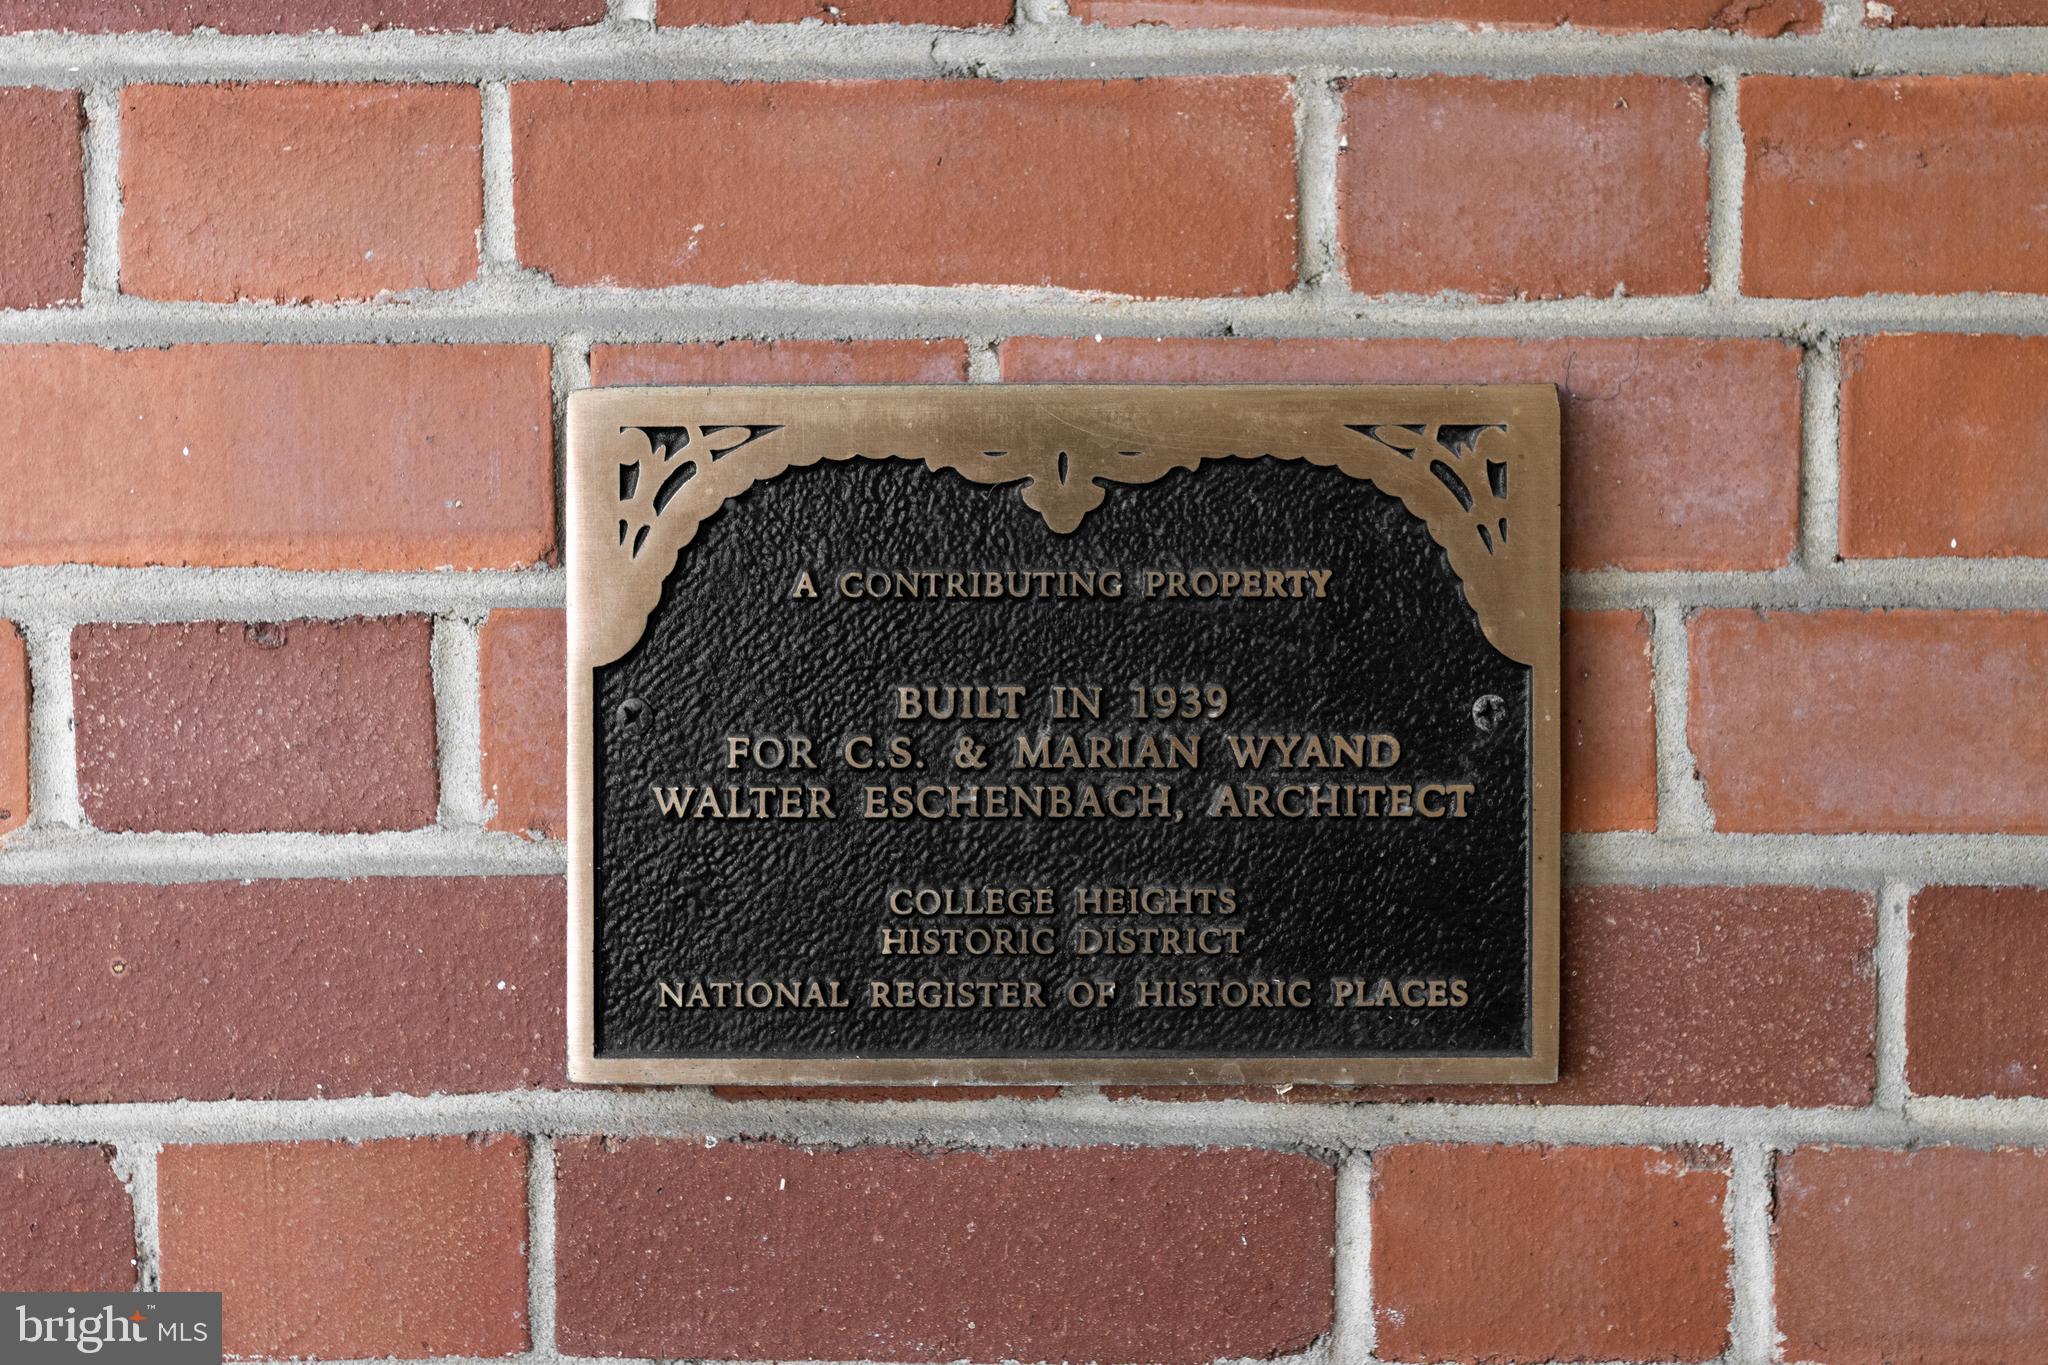 A CONTRIBUTING PROPERTY
BUILT IN 1939
FOR C.S. & MARIAN WYAND
WALTER ESCHENBACH, ARCHITECT
COLLEGE HEIGHTS
HISTORIC DISTRICT
NATIONAL REGISTER OF HISTORIC PLACES
bright™ MLS